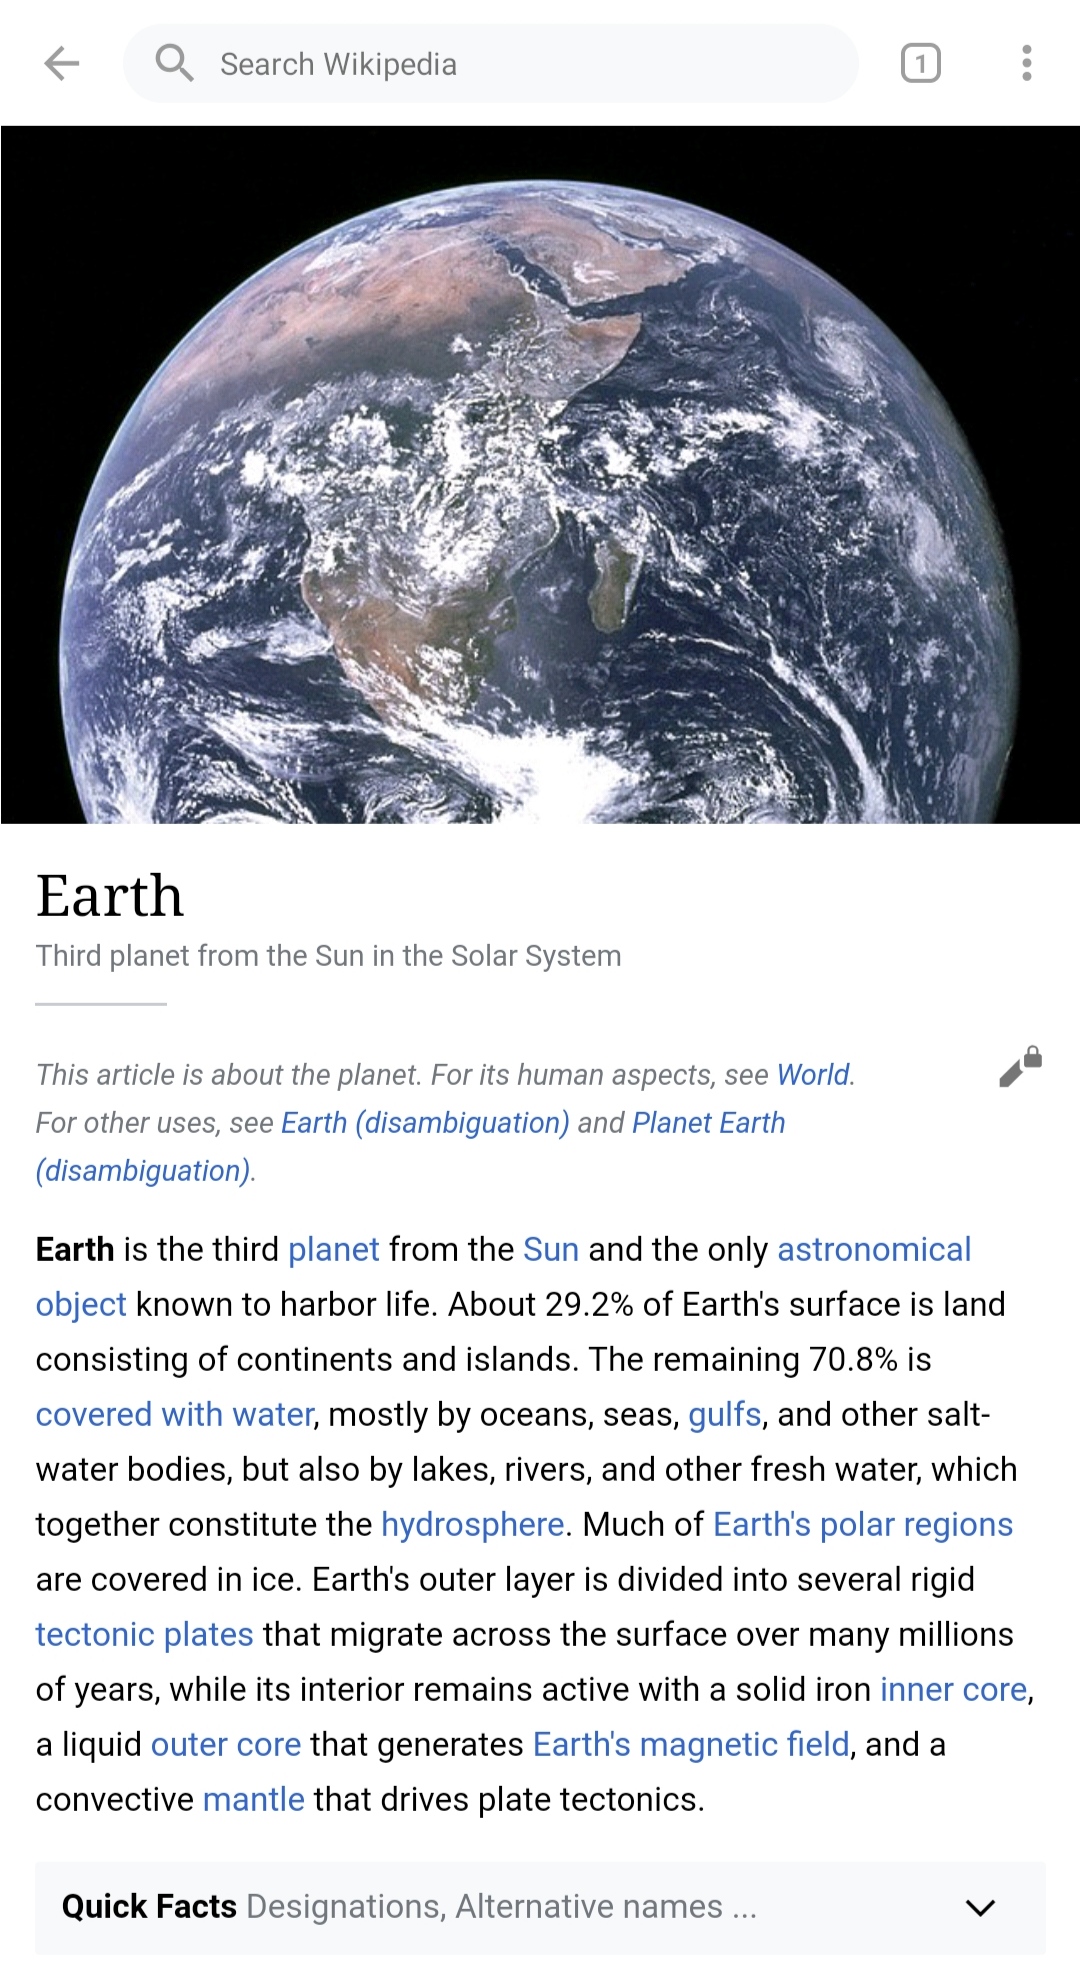 Search Wikipedia
1
Earth
Third planet from the Sun in the Solar System
This article is about the planet. For its human aspects, see World.
For other uses, see Earth (disambiguation) and Planet Earth
(disambiguation).
Earth is the third planet from the Sun and the only astronomical
object known to harbor life. About 29.2% of Earth's surface is land
consisting of continents and islands. The remaining 70.8% is
covered with water, mostly by oceans, seas, gulfs, and other salt-
water bodies, but also by lakes, rivers, and other fresh water, which
together constitute the hydrosphere. Much of Earth's polar regions
are covered in ice. Earth's outer layer is divided into several rigid
tectonic plates that migrate across the surface over many millions
of years, while its interior remains active with a solid iron inner core,
a liquid outer core that generates Earth's magnetic field, and a
convective mantle that drives plate tectonics.
Quick Facts Designations, Alternative names ...